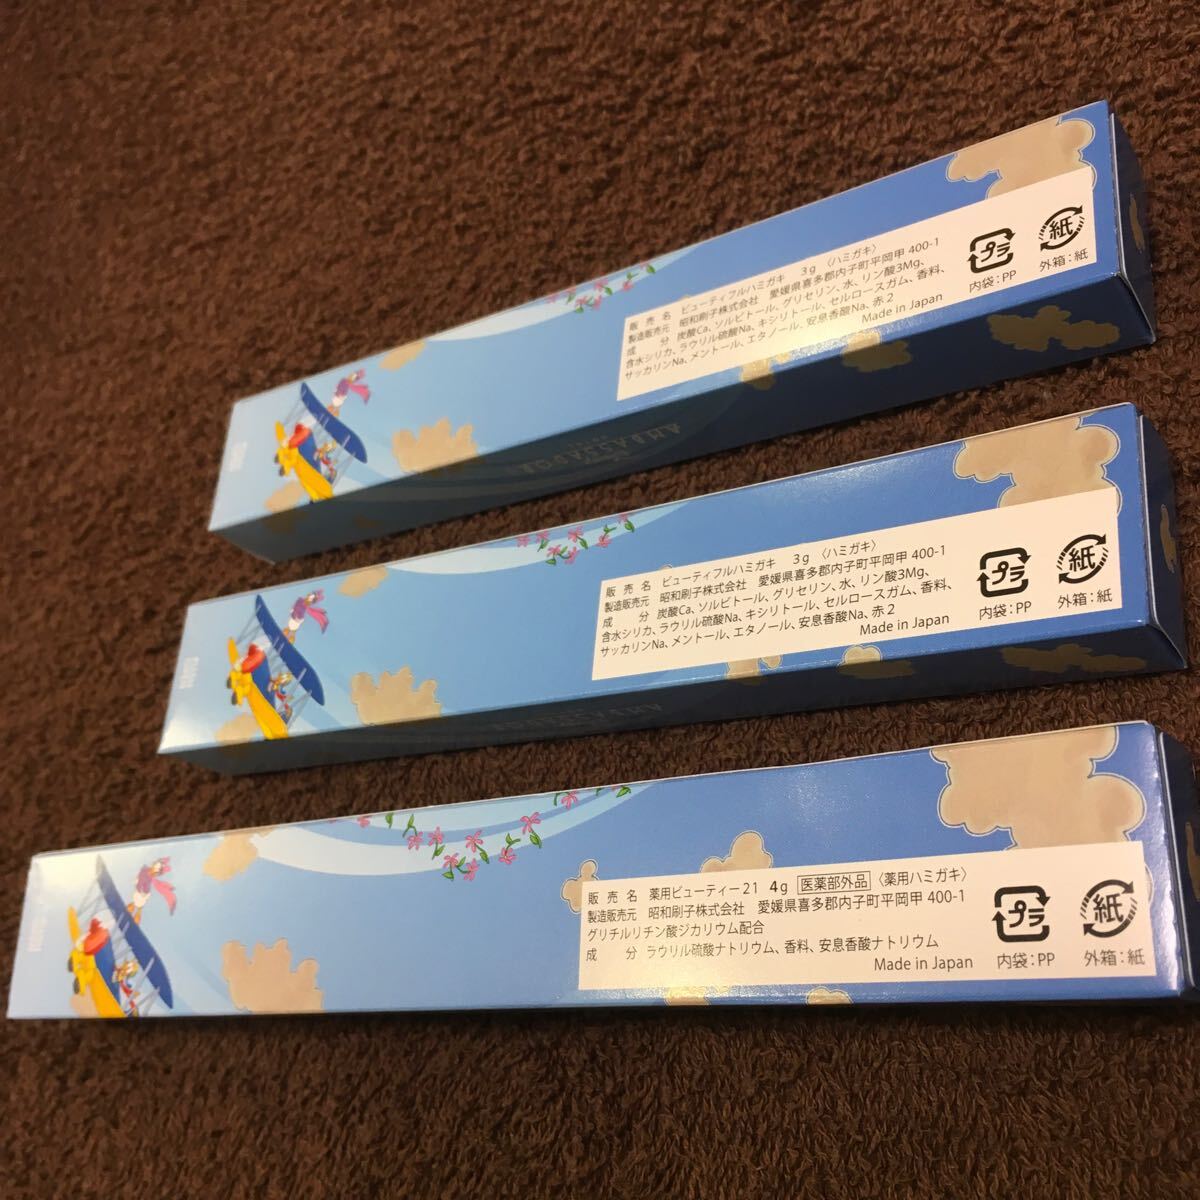 販売名 ビューティフルハミガキ 3g 〈ハミガキ〉
製造販売元 昭和刷子株式会社 愛媛県喜多郡内子町平岡甲 400-1
成分 炭酸Ca、ソルビトール、グリセリン、水、リン酸3Mg、
含水シリカ、ラウリル硫酸Na、キシリトール、セルロースガム、香料、
サッカリンNa、メントール、エタノール、安息香酸Na、赤2
Made in Japan
プラ
内袋:PP
紙
外箱:紙
AMBASSADOR
販売名 ビューティフルハミガキ 3g 〈ハミガキ〉
製造販売元 昭和刷子株式会社 愛媛県喜多郡内子町平岡甲 400-1
成分 炭酸Ca、ソルビトール、グリセリン、水、リン酸3Mg、
含水シリカ、ラウリル硫酸Na、キシリトール、セルロースガム、香料、
サッカリンNa、メントール、エタノール、安息香酸Na、赤2
Made in Japan
プラ
内袋:PP
紙
外箱:紙
販売名 薬用ビューティー21 4g 医薬部外品 〈薬用ハミガキ〉
製造販売元 昭和刷子株式会社 愛媛県喜多郡内子町平岡甲 400-1
グリチルリチン酸ジカリウム配合
成分 ラウリル硫酸ナトリウム、香料、安息香酸ナトリウム
Made in Japan
プラ
内袋:PP
紙
外箱:紙